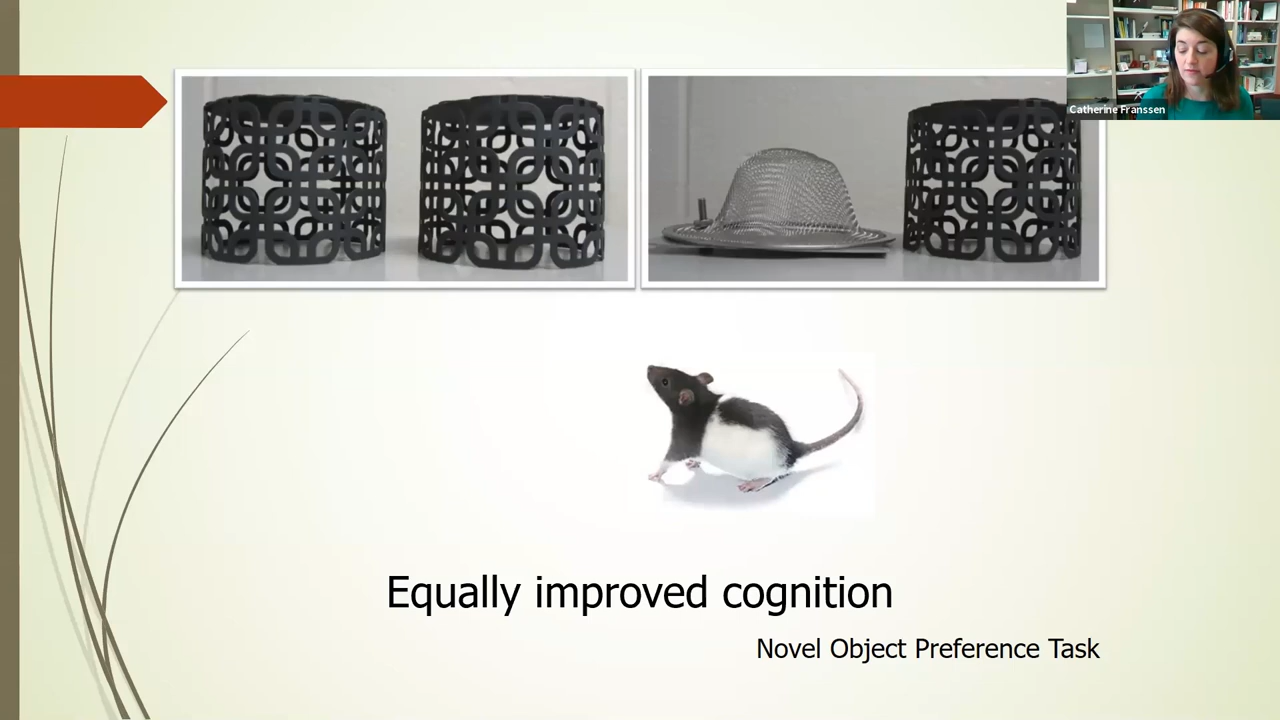 Catherine Franssen
Equally improved cognition
Novel Object Preference Task